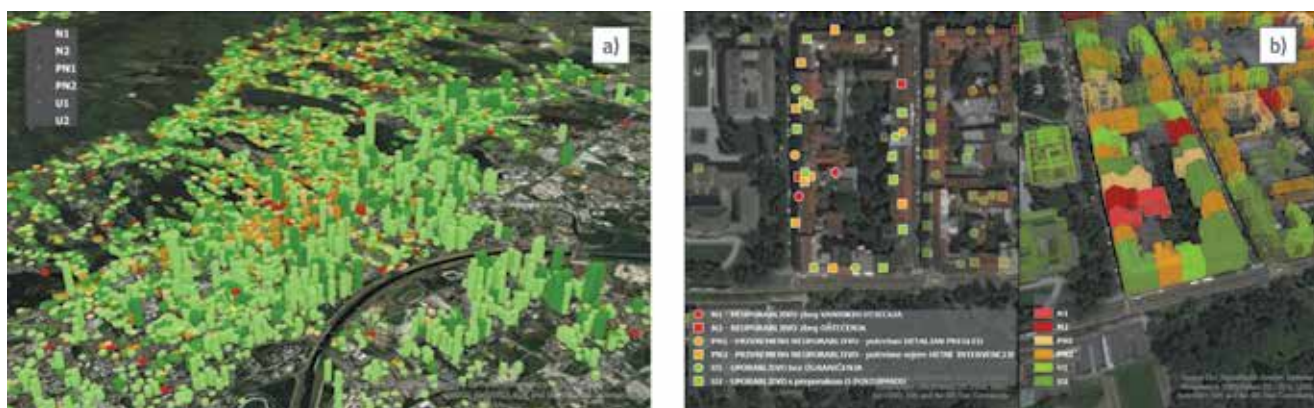 N1
N2
PN1
PN2
U1
U2
a)
N1 - NEUPORABLJIVO zbog VANJSKOG UTJECAJA
N2 - NEUPORABLJIVO zbog OŠTEĆENJA
PN1 - PRIVREMENO NEUPORABLJIVO - potreban DETALJAN PREGLED
PN2 - PRIVREMENO NEUPORABLJIVO - potrebne mjere HITNE INTERVENCIJE
U1 - UPORABLJIVO bez OGRANIČENJA
U2 - UPORABLJIVO s preporukom o POSTUPANJU
b)
N1
N2
PN1
PN2
U1
U2